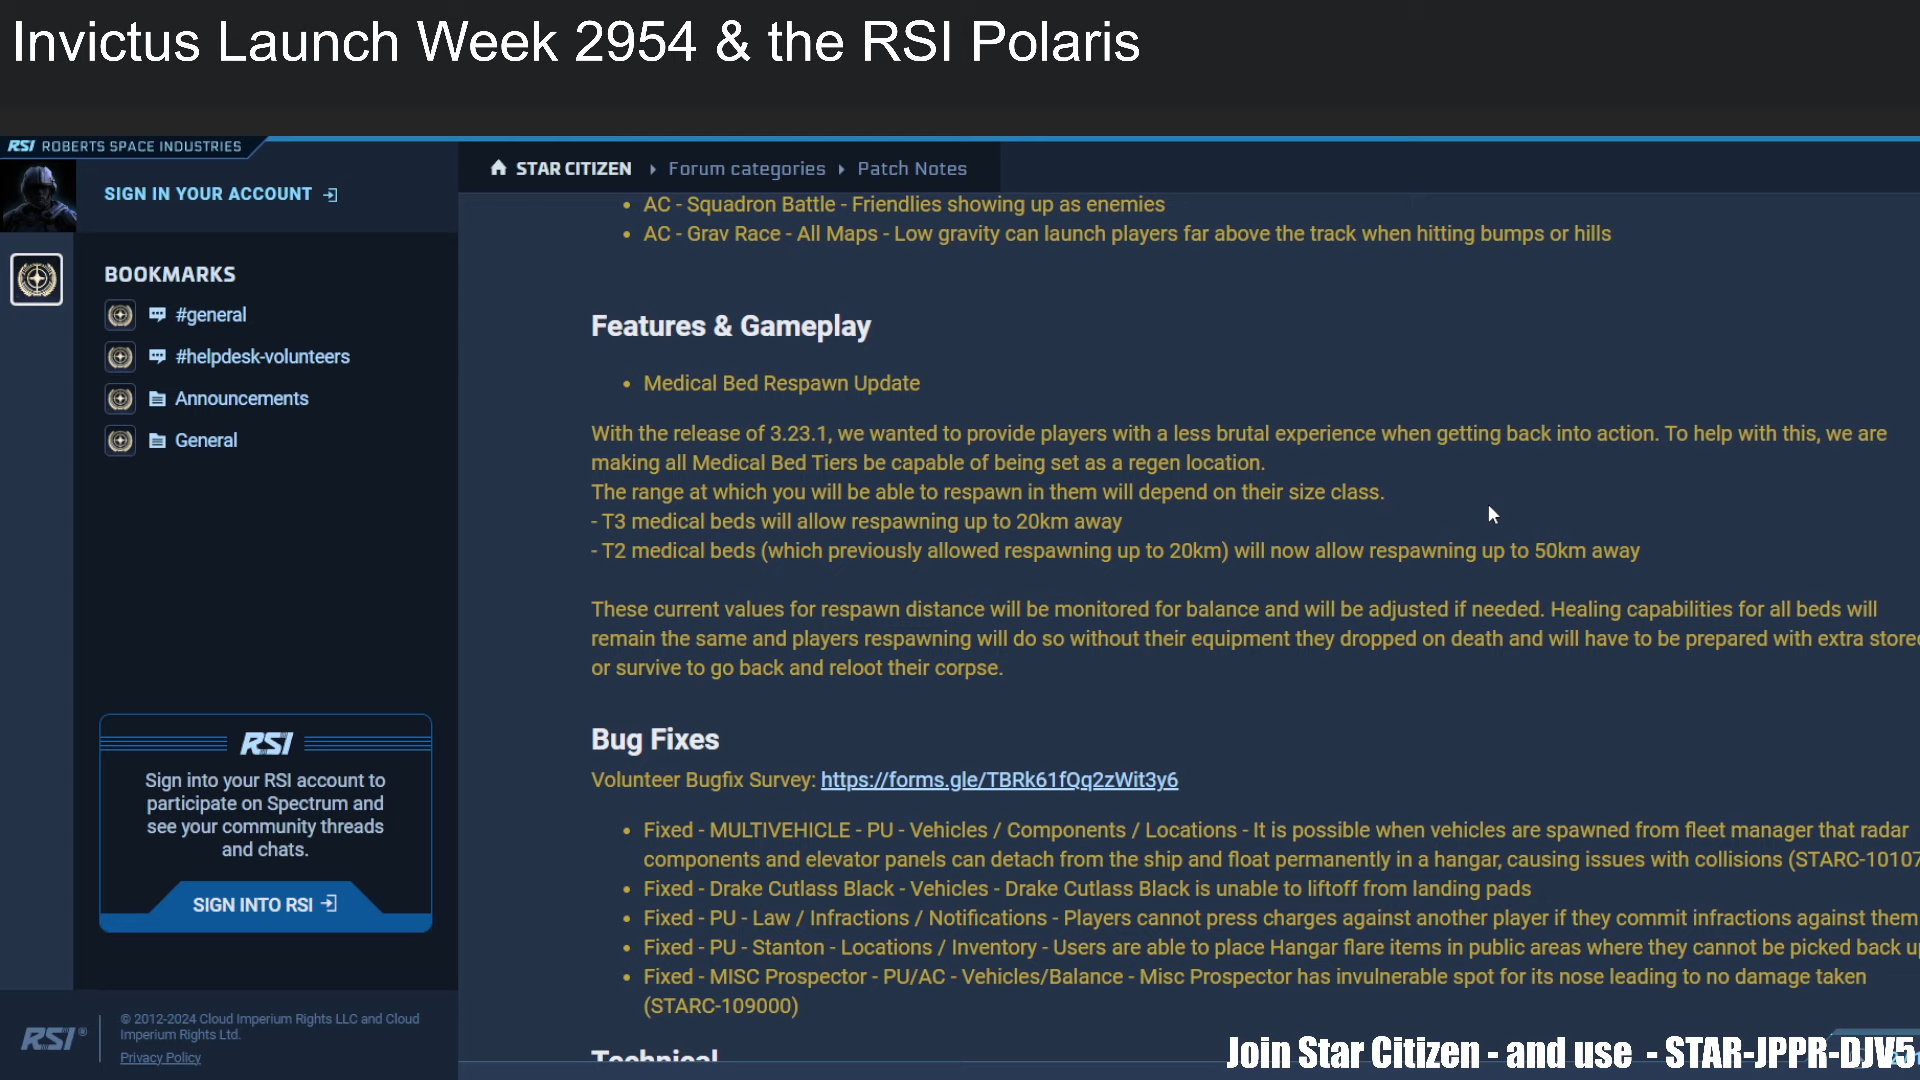 Invictus Launch Week 2954 & the RSI Polaris
RSI ROBERTS SPACE INDUSTRIES
SIGN IN YOUR ACCOUNT
STAR CITIZEN Forum categories Patch Notes
BOOKMARKS
#general
#helpdesk-volunteers
Announcements
General
RSI
Sign into your RSI account to
participate on Spectrum and
see your community threads
and chats.
SIGN INTO RSI
RSI ®
© 2012-2024 Cloud Imperium Rights LLC and Cloud
Imperium Rights Ltd.
Privacy Policy
• AC - Squadron Battle - Friendlies showing up as enemies
• AC - Grav Race - All Maps - Low gravity can launch players far above the track when hitting bumps or hills
Features & Gameplay
• Medical Bed Respawn Update
With the release of 3.23.1, we wanted to provide players with a less brutal experience when getting back into action. To help with this, we are
making all Medical Bed Tiers be capable of being set as a regen location.
The range at which you will be able to respawn in them will depend on their size class.
- T3 medical beds will allow respawning up to 20km away
- T2 medical beds (which previously allowed respawning up to 20km) will now allow respawning up to 50km away
These current values for respawn distance will be monitored for balance and will be adjusted if needed. Healing capabilities for all beds will
remain the same and players respawning will do so without their equipment they dropped on death and will have to be prepared with extra stored
or survive to go back and reloot their corpse.
Bug Fixes
Volunteer Bugfix Survey: https://forms.gle/TBRk61fQq2zWit3y6
• Fixed - MULTIVEHICLE - PU - Vehicles / Components / Locations - It is possible when vehicles are spawned from fleet manager that radar
components and elevator panels can detach from the ship and float permanently in a hangar, causing issues with collisions (STARC-10107
• Fixed - Drake Cutlass Black - Vehicles - Drake Cutlass Black is unable to liftoff from landing pads
• Fixed - PU - Law / Infractions / Notifications - Players cannot press charges against another player if they commit infractions against them
• Fixed - PU - Stanton - Locations / Inventory - Users are able to place Hangar flare items in public areas where they cannot be picked back up
• Fixed - MISC Prospector - PU/AC - Vehicles/Balance - Misc Prospector has invulnerable spot for its nose leading to no damage taken
(STARC-109000)
Technical
Join Star Citizen - and use - STAR-JPPR-DJV5